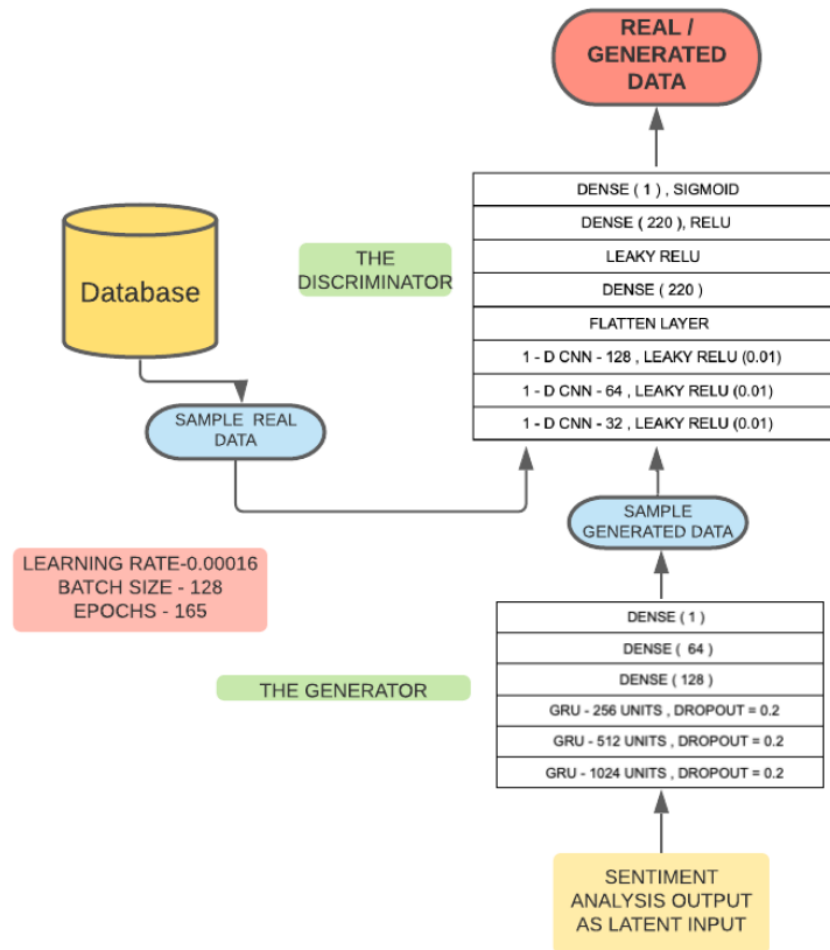 REAL /
GENERATED
DATA
DENSE ( 1 ) , SIGMOID
DENSE ( 220 ), RELU
LEAKY RELU
DENSE ( 220 )
FLATTEN LAYER
1 - D CNN - 128 , LEAKY RELU (0.01)
1 - D CNN - 64 , LEAKY RELU (0.01)
1 - D CNN - 32 , LEAKY RELU (0.01)
THE
DISCRIMINATOR
Database
SAMPLE REAL
DATA
SAMPLE
GENERATED DATA
LEARNING RATE-0.00016
BATCH SIZE - 128
EPOCHS - 165
DENSE ( 1 )
DENSE ( 64 )
DENSE ( 128 )
GRU - 256 UNITS , DROPOUT = 0.2
GRU - 512 UNITS , DROPOUT = 0.2
GRU - 1024 UNITS , DROPOUT = 0.2
THE GENERATOR
SENTIMENT
ANALYSIS OUTPUT
AS LATENT INPUT